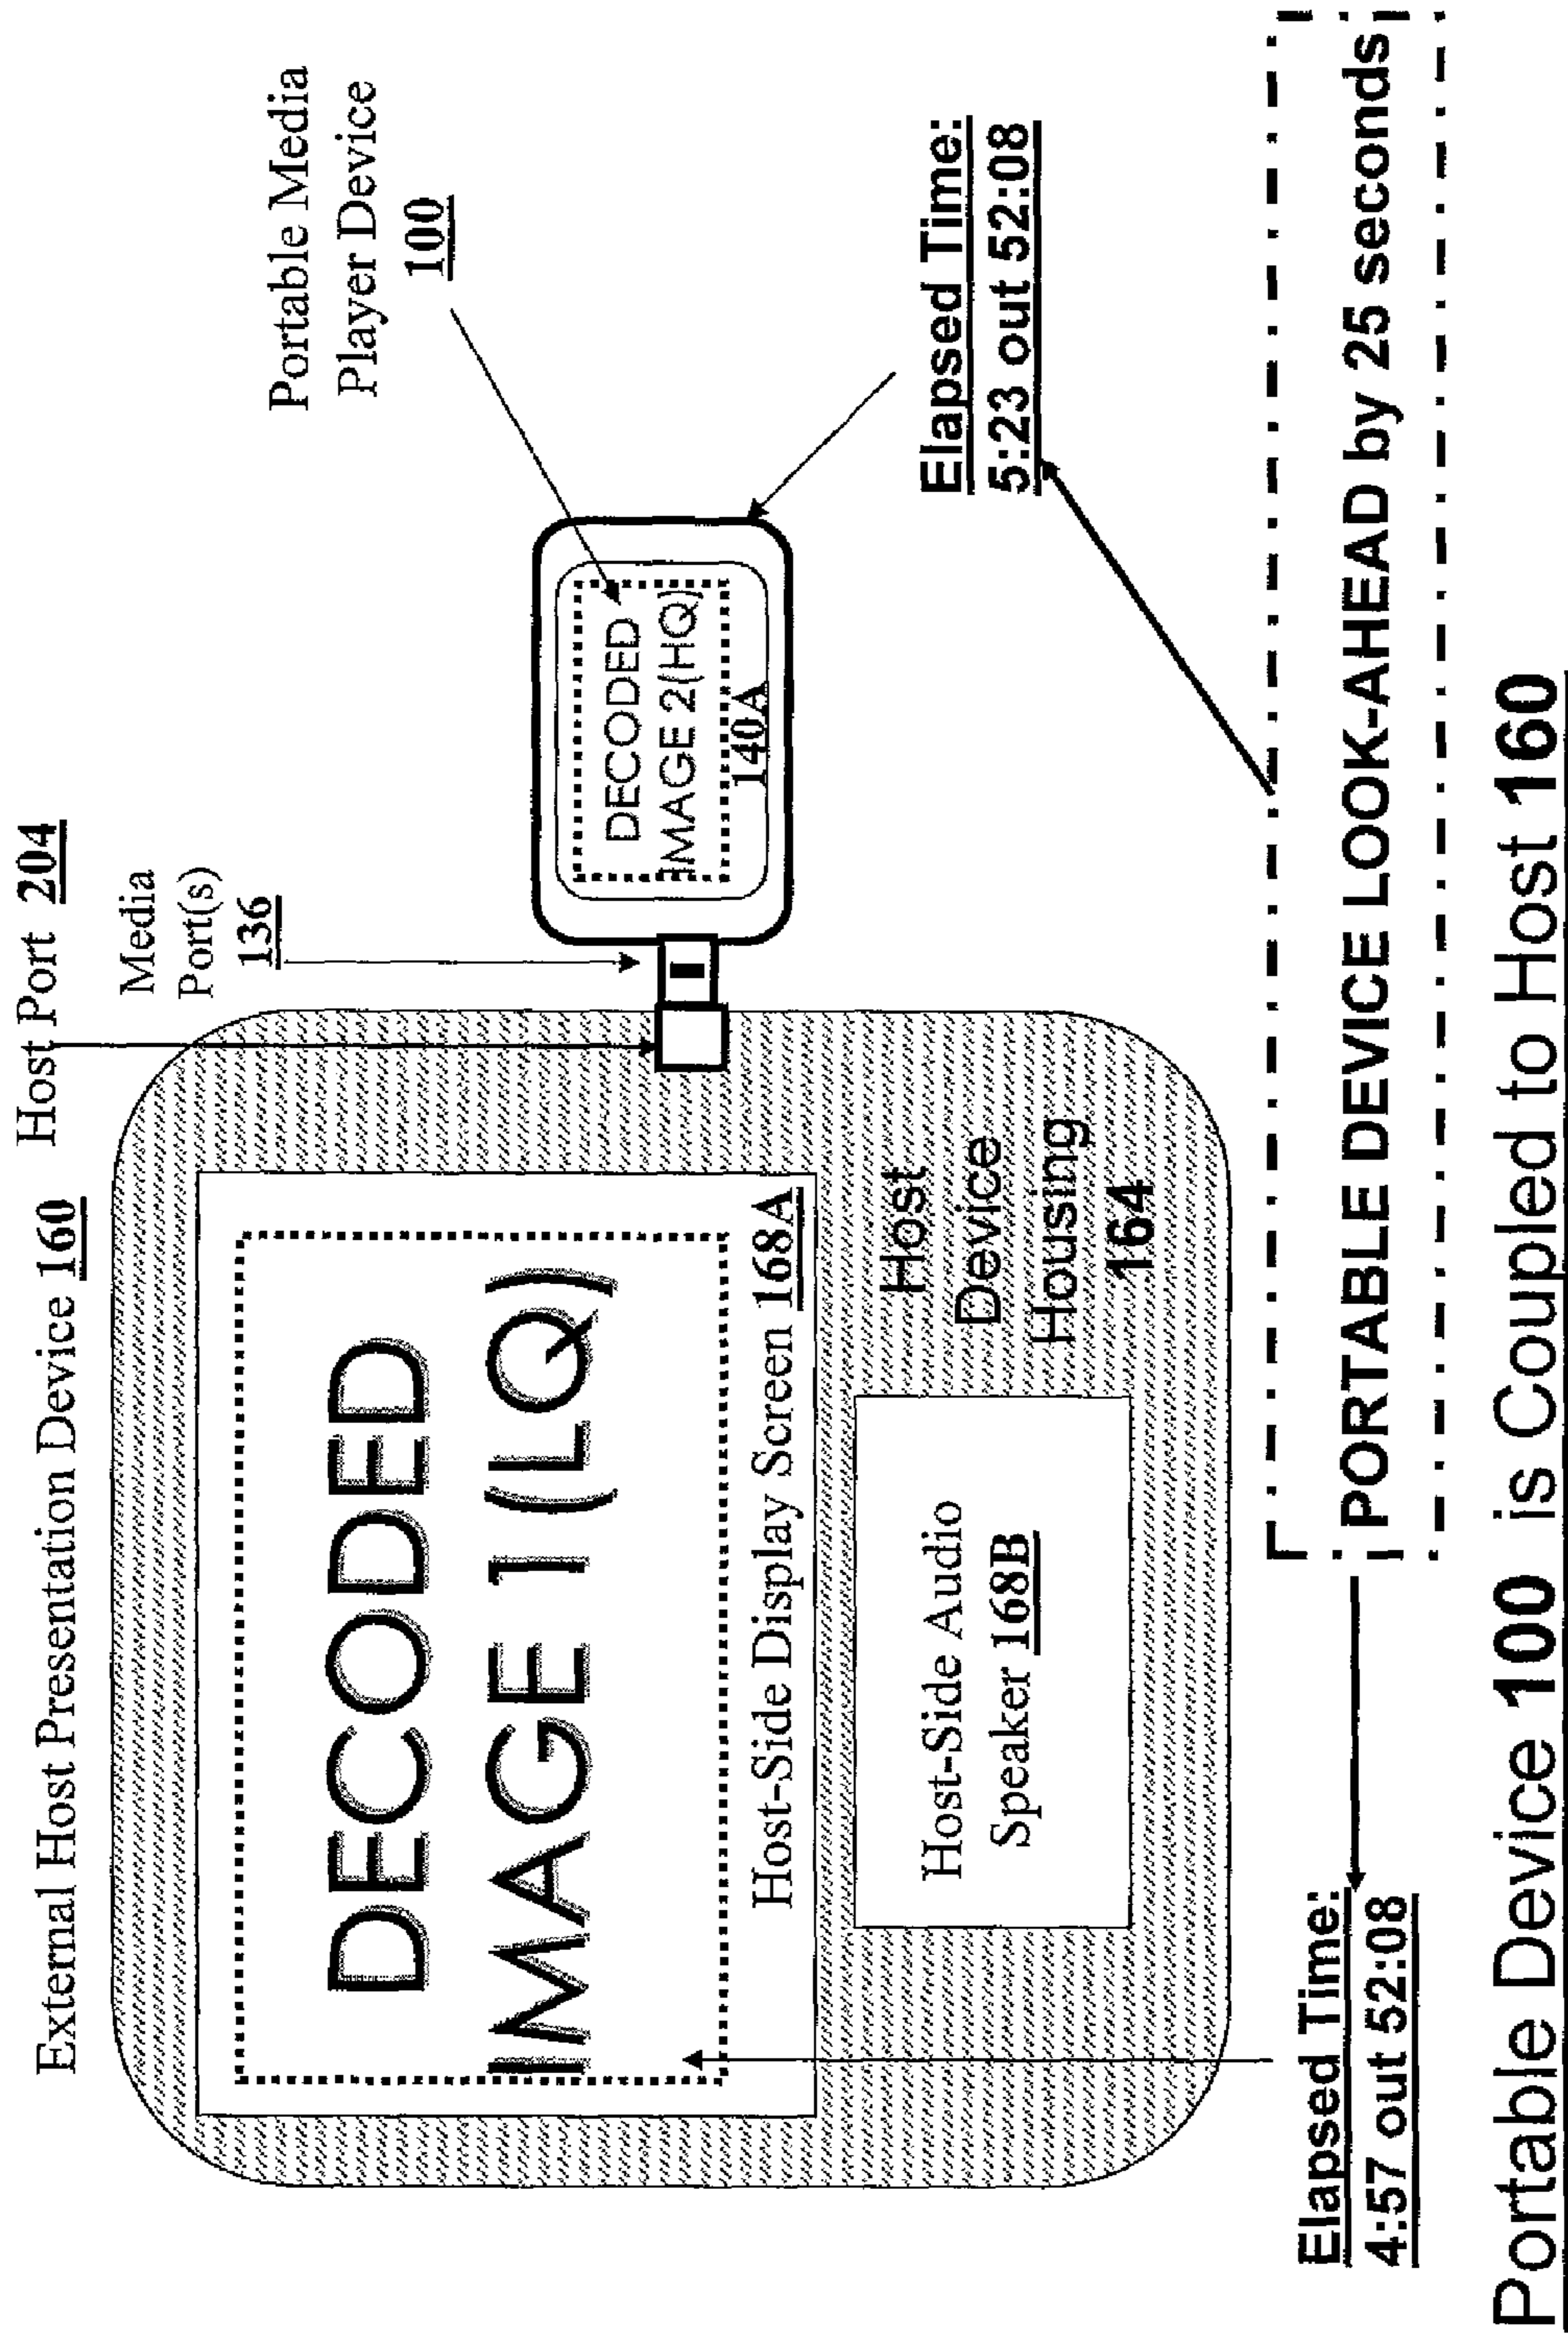 External Host Presentation Device 160
Host Port 204
Media
Port(s)
136
Portable Media
Player Device
100
DECODED
IMAGE 1(LQ)
Host-Side Display Screen 168A
DECODED
IMAGE 2(HQ)
140A
Host-Side Audio
Speaker 168B
Host
Device
Housing
164
Elapsed Time:
5:23 out 52:08
Elapsed Time:
4:57 out 52:08
PORTABLE DEVICE LOOK-AHEAD by 25 seconds
Portable Device 100 is Coupled to Host 160